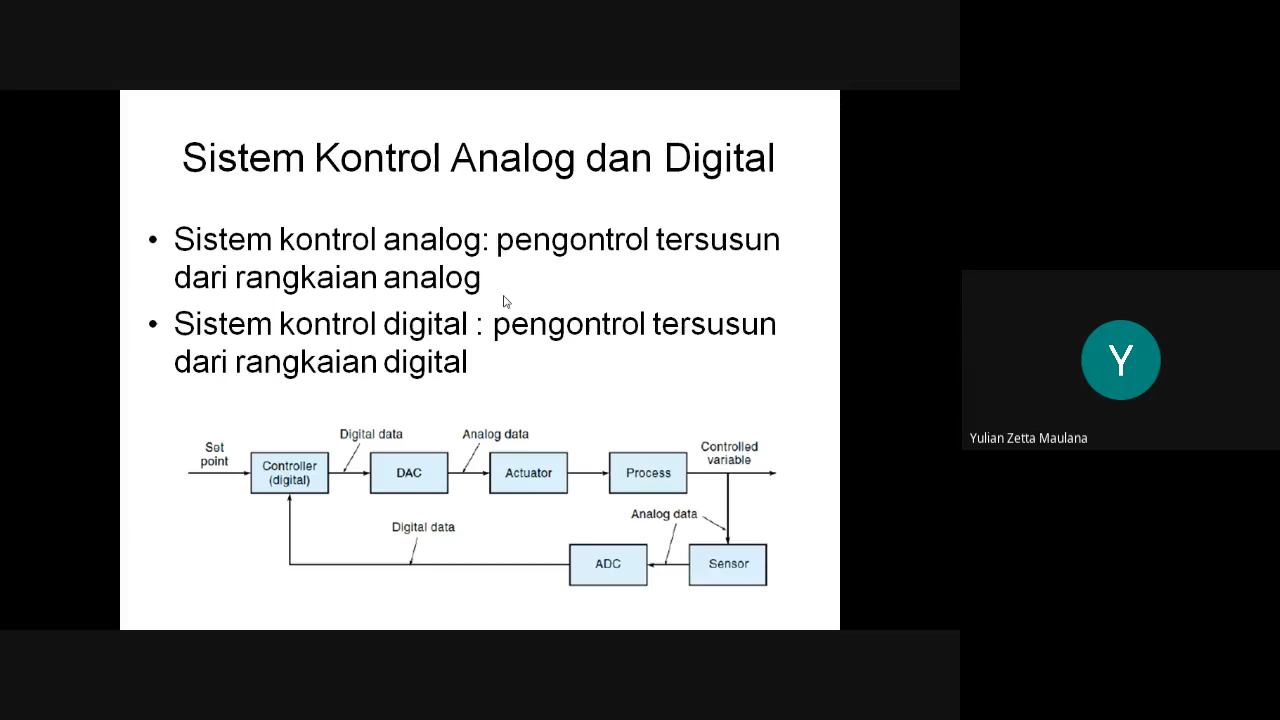 Sistem Kontrol Analog dan Digital
• Sistem kontrol analog: pengontrol tersusun
dari rangkaian analog
• Sistem kontrol digital : pengontrol tersusun
dari rangkaian digital
Set
point
Controller
(digital)
Digital data
DAC
Analog data
Actuator
Process
Controlled
variable
Analog data
Sensor
ADC
Digital data
Y
Yulian Zetta Maulana